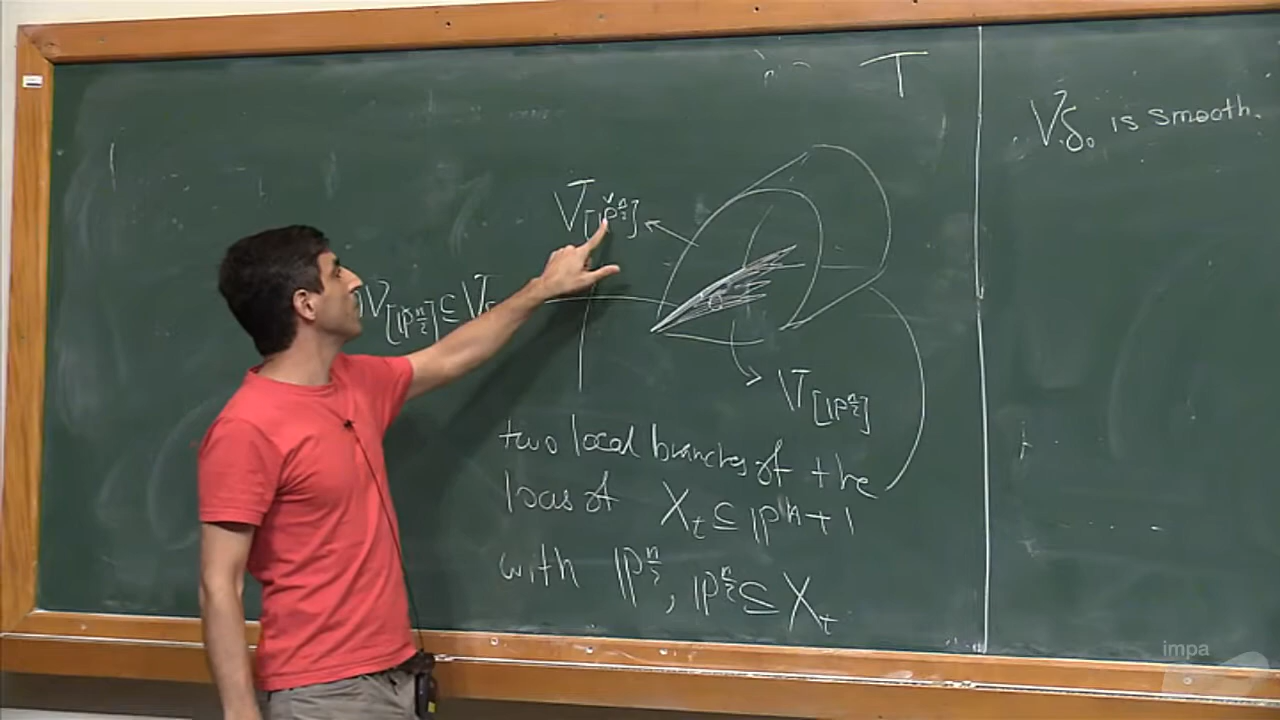 T
V_δ₀ is smooth.
V_[P̌^{n/2}]
V_[P^{n/2}] ⊆ V
V_[P^{n/2}]
two local branches of the
locus of X_t ⊆ P^{n+1}
with P^{n/2}, P^{n/2} ⊆ X_t
impa